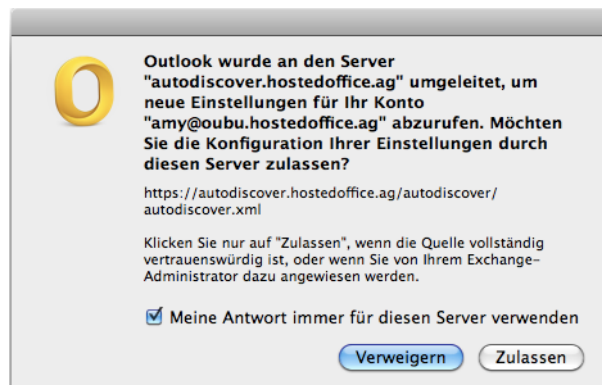 Outlook wurde an den Server
"autodiscover.hostedoffice.ag" umgeleitet, um
neue Einstellungen für Ihr Konto
"amy@oubu.hostedoffice.ag" abzurufen. Möchten
Sie die Konfiguration Ihrer Einstellungen durch
diesen Server zulassen?
https://autodiscover.hostedoffice.ag/autodiscover/
autodiscover.xml
Klicken Sie nur auf "Zulassen", wenn die Quelle vollständig
vertrauenswürdig ist, oder wenn Sie von Ihrem Exchange-
Administrator dazu angewiesen werden.
Meine Antwort immer für diesen Server verwenden
Verweigern Zulassen